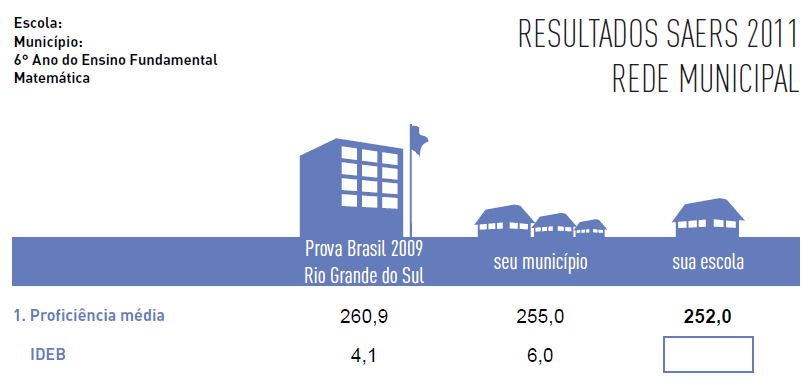 Escola:
Município:
6º Ano do Ensino Fundamental
Matemática
RESULTADOS SAERS 2011
REDE MUNICIPAL
Prova Brasil 2009
Rio Grande do Sul
seu município
sua escola
1. Proficiência média 260,9 255,0 252,0
IDEB 4,1 6,0